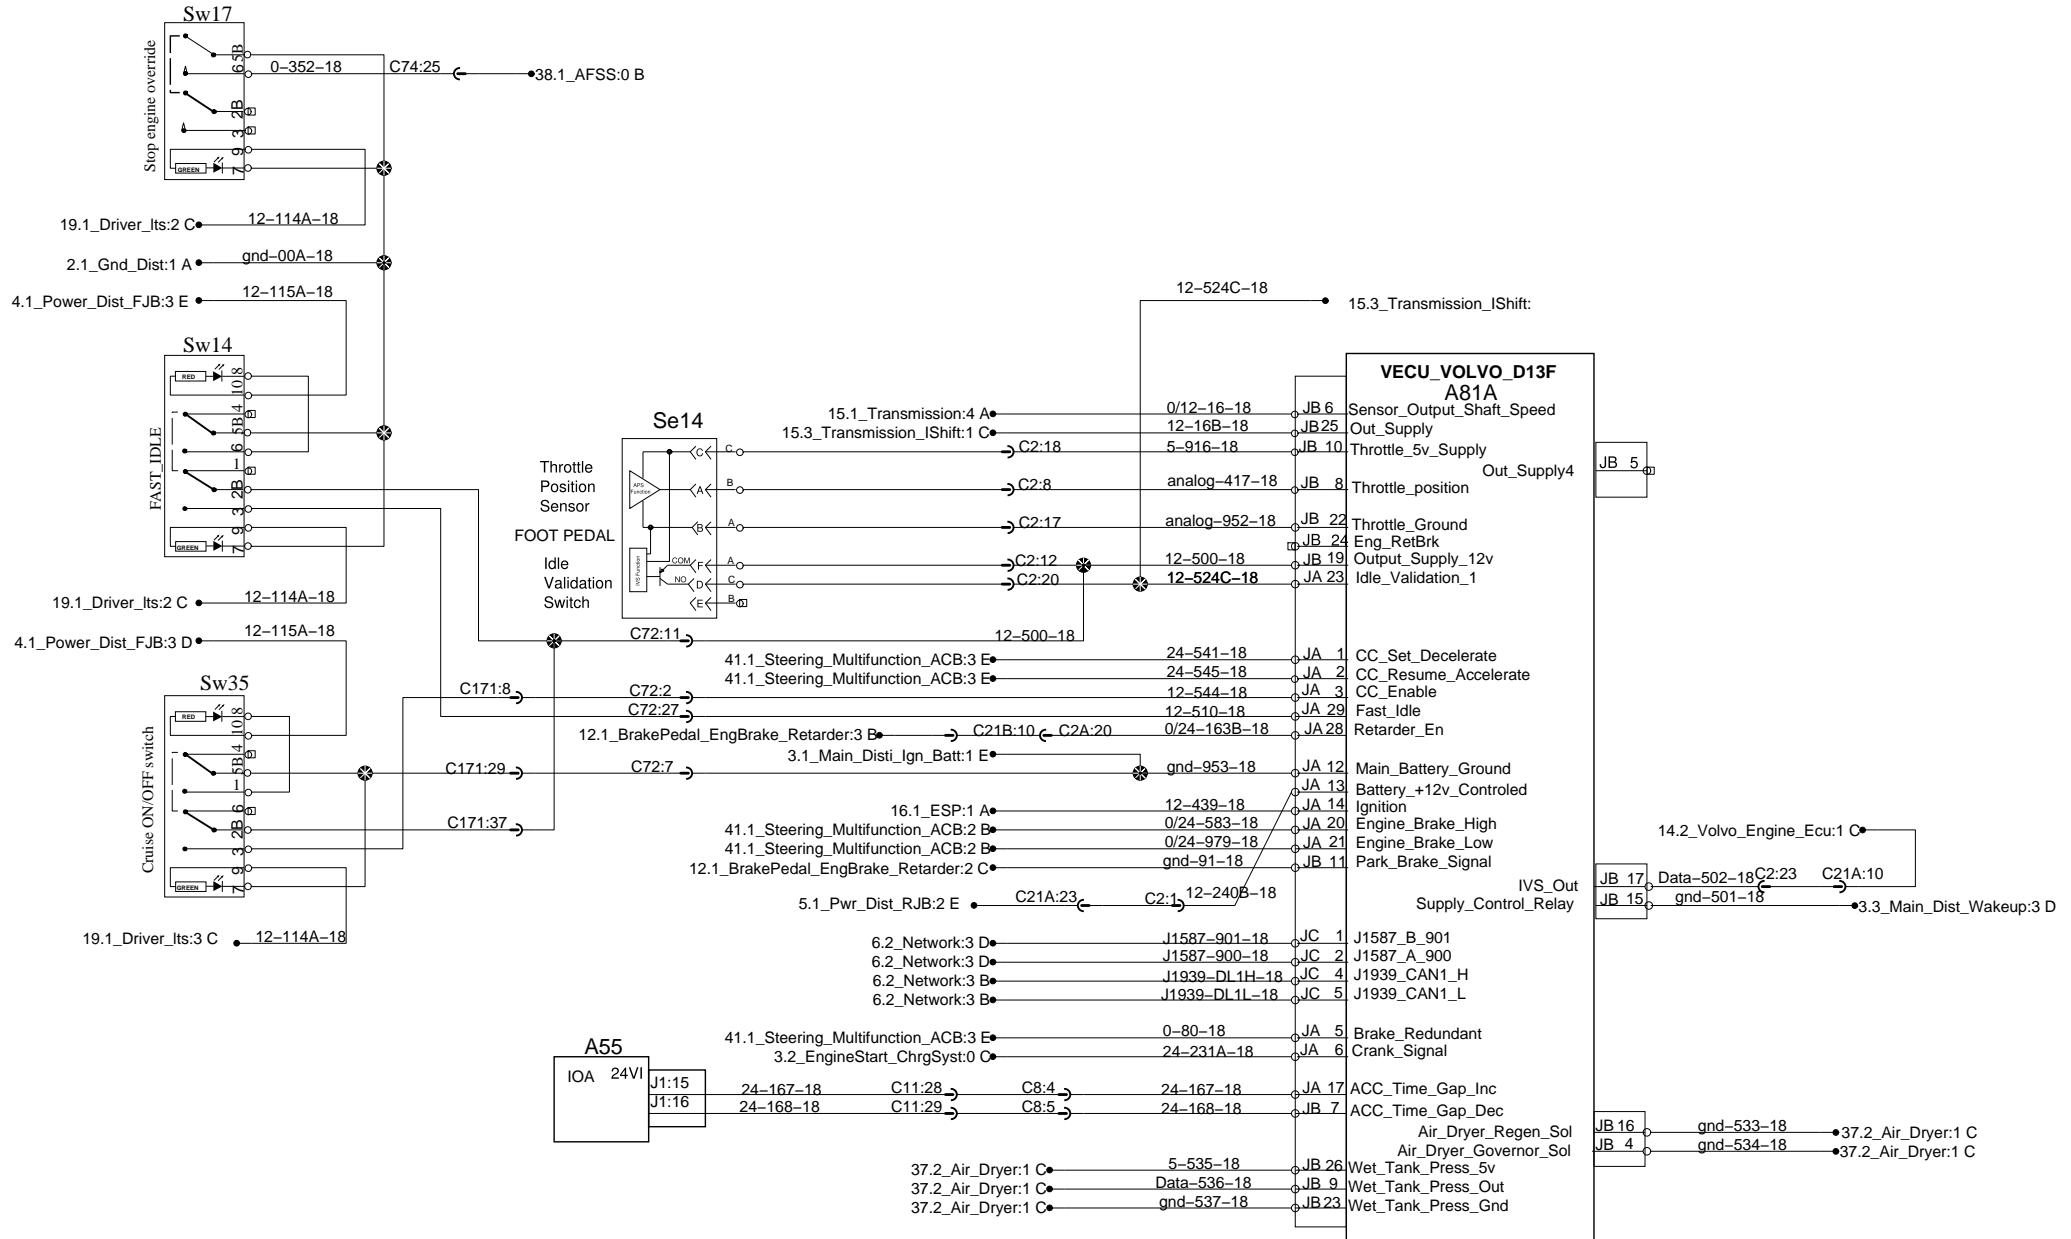 Sw17
Stop engine override
5B
6
0−352−18
C74:25
38.1_AFSS:0 B
2B
3
9
GREEN
7
19.1_Driver_lts:2 C
12−114A−18
2.1_Gnd_Dist:1 A
gnd−00A−18
4.1_Power_Dist_FJB:3 E
12−115A−18
Sw14
FAST_IDLE
RED
8
10
4
5B
6
1
2B
3
9
GREEN
7
19.1_Driver_lts:2 C
12−114A−18
4.1_Power_Dist_FJB:3 D
12−115A−18
Sw35
Cruise ON/OFF switch
RED
8
10
4
5B
1
6
2B
3
9
GREEN
7
19.1_Driver_lts:3 C
12−114A−18
C171:8
C171:29
C171:37
C72:11
C72:2
C72:27
C72:7
12−500−18
Se14
Throttle
Position
Sensor
FOOT PEDAL
Idle
Validation
Switch
APS
Function
IVS Function
COM
NO
C C
A B
B A
F A
D C
E B
12−524C−18
15.3_Transmission_IShift:
VECU_VOLVO_D13F
A81A
15.1_Transmission:4 A 0/12−16−18 JB 6 Sensor_Output_Shaft_Speed
15.3_Transmission_IShift:1 C 12−16B−18 JB 25 Out_Supply
C2:18 5−916−18 JB 10 Throttle_5v_Supply
Out_Supply4 JB 5
C2:8 analog−417−18 JB 8 Throttle_position
C2:17 analog−952−18 JB 22 Throttle_Ground
JB 24 Eng_RetBrk
C2:12 12−500−18 JB 19 Output_Supply_12v
C2:20 12−524C−18 JA 23 Idle_Validation_1
41.1_Steering_Multifunction_ACB:3 E 24−541−18 JA 1 CC_Set_Decelerate
41.1_Steering_Multifunction_ACB:3 E 24−545−18 JA 2 CC_Resume_Accelerate
12−544−18 JA 3 CC_Enable
12−510−18 JA 29 Fast_Idle
12.1_BrakePedal_EngBrake_Retarder:3 B C21B:10 C2A:20 0/24−163B−18 JA 28 Retarder_En
3.1_Main_Disti_Ign_Batt:1 E
gnd−953−18 JA 12 Main_Battery_Ground
JA 13 Battery_+12v_Controled
16.1_ESP:1 A 12−439−18 JA 14 Ignition
41.1_Steering_Multifunction_ACB:2 B 0/24−583−18 JA 20 Engine_Brake_High
41.1_Steering_Multifunction_ACB:2 B 0/24−979−18 JA 21 Engine_Brake_Low
12.1_BrakePedal_EngBrake_Retarder:2 C gnd−91−18 JB 11 Park_Brake_Signal
5.1_Pwr_Dist_RJB:2 E C21A:23 C2:1 12−240B−18
14.2_Volvo_Engine_Ecu:1 C
IVS_Out JB 17 Data−502−18 C2:23 C21A:10
Supply_Control_Relay JB 15 gnd−501−18 3.3_Main_Dist_Wakeup:3 D
6.2_Network:3 D J1587−901−18 JC 1 J1587_B_901
6.2_Network:3 D J1587−900−18 JC 2 J1587_A_900
6.2_Network:3 B J1939−DL1H−18 JC 4 J1939_CAN1_H
6.2_Network:3 B J1939−DL1L−18 JC 5 J1939_CAN1_L
41.1_Steering_Multifunction_ACB:3 E 0−80−18 JA 5 Brake_Redundant
3.2_EngineStart_ChrgSyst:0 C 24−231A−18 JA 6 Crank_Signal
A55
IOA 24VI
J1:15 24−167−18 C11:28 C8:4 24−167−18 JA 17 ACC_Time_Gap_Inc
J1:16 24−168−18 C11:29 C8:5 24−168−18 JB 7 ACC_Time_Gap_Dec
Air_Dryer_Regen_Sol JB 16 gnd−533−18 37.2_Air_Dryer:1 C
Air_Dryer_Governor_Sol JB 4 gnd−534−18 37.2_Air_Dryer:1 C
37.2_Air_Dryer:1 C 5−535−18 JB 26 Wet_Tank_Press_5v
37.2_Air_Dryer:1 C Data−536−18 JB 9 Wet_Tank_Press_Out
37.2_Air_Dryer:1 C gnd−537−18 JB 23 Wet_Tank_Press_Gnd